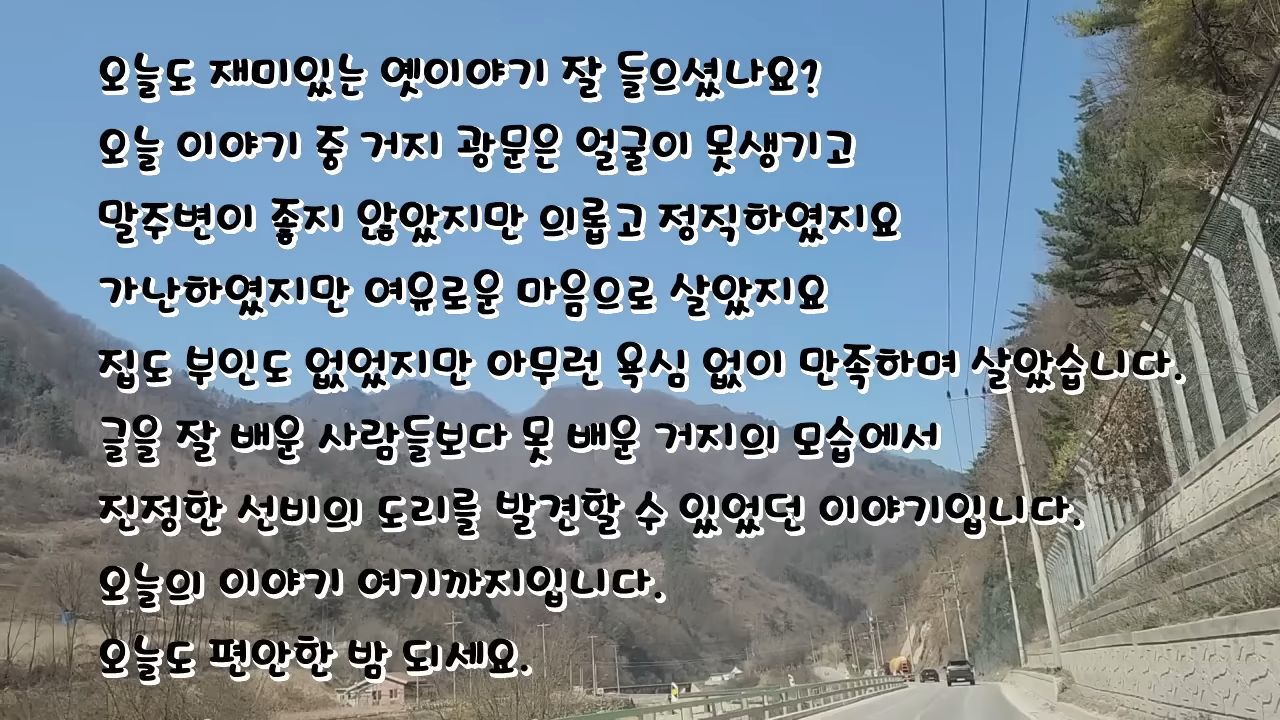 오늘도 재미있는 옛이야기 잘 들으셨나요?
오늘 이야기 중 거지 광문은 얼굴이 못생기고
말주변이 좋지 않았지만 의롭고 정직하였지요
가난하였지만 여유로운 마음으로 살았지요
집도 부인도 없었지만 아무런 욕심 없이 만족하며 살았습니다.
글을 잘 배운 사람들보다 못 배운 거지의 모습에서
진정한 선비의 도리를 발견할 수 있었던 이야기입니다.
오늘의 이야기 여기까지입니다.
오늘도 편안한 밤 되세요.